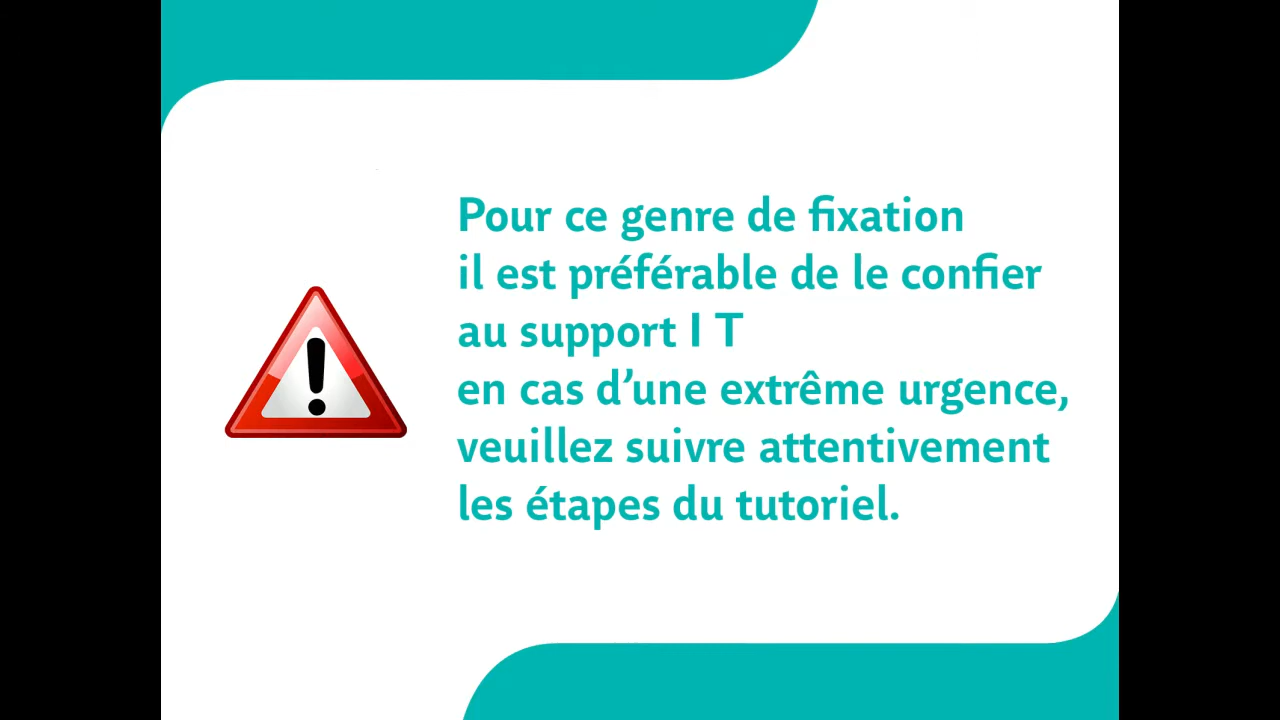 Pour ce genre de fixation
il est préférable de le confier
au support I T
en cas d’une extrême urgence,
veuillez suivre attentivement
les étapes du tutoriel.